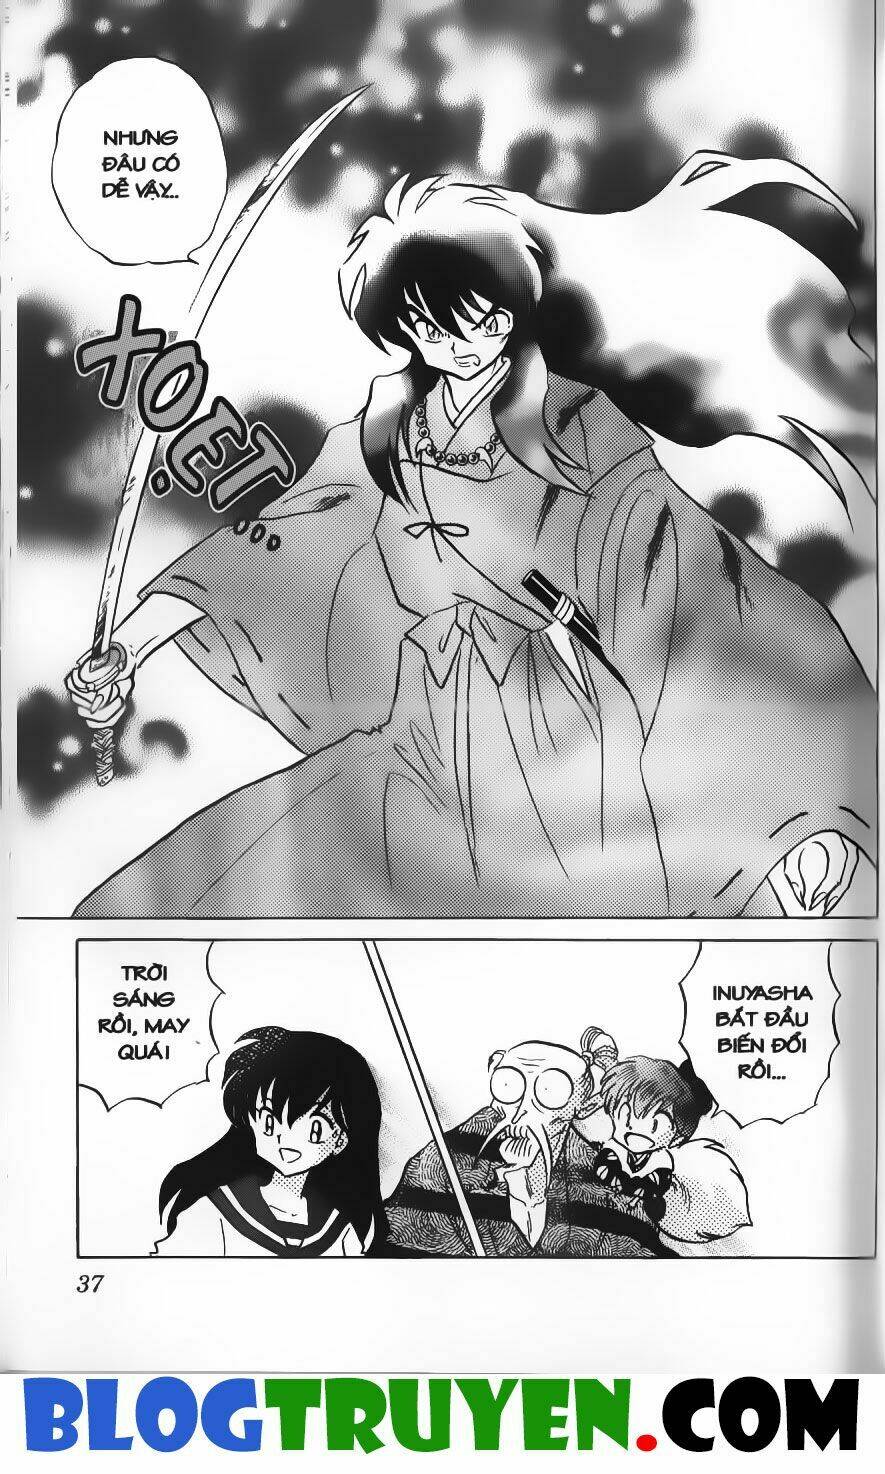 NHƯNG
ĐÂU CÓ
DỄ VẬY...
XOẸT...
INUYASHA
BẮT ĐẦU
BIẾN ĐỔI
RỒI...
TRỜI
SÁNG
RỒI, MAY
QUÁ!
37
BLOGTRUYEN.COM